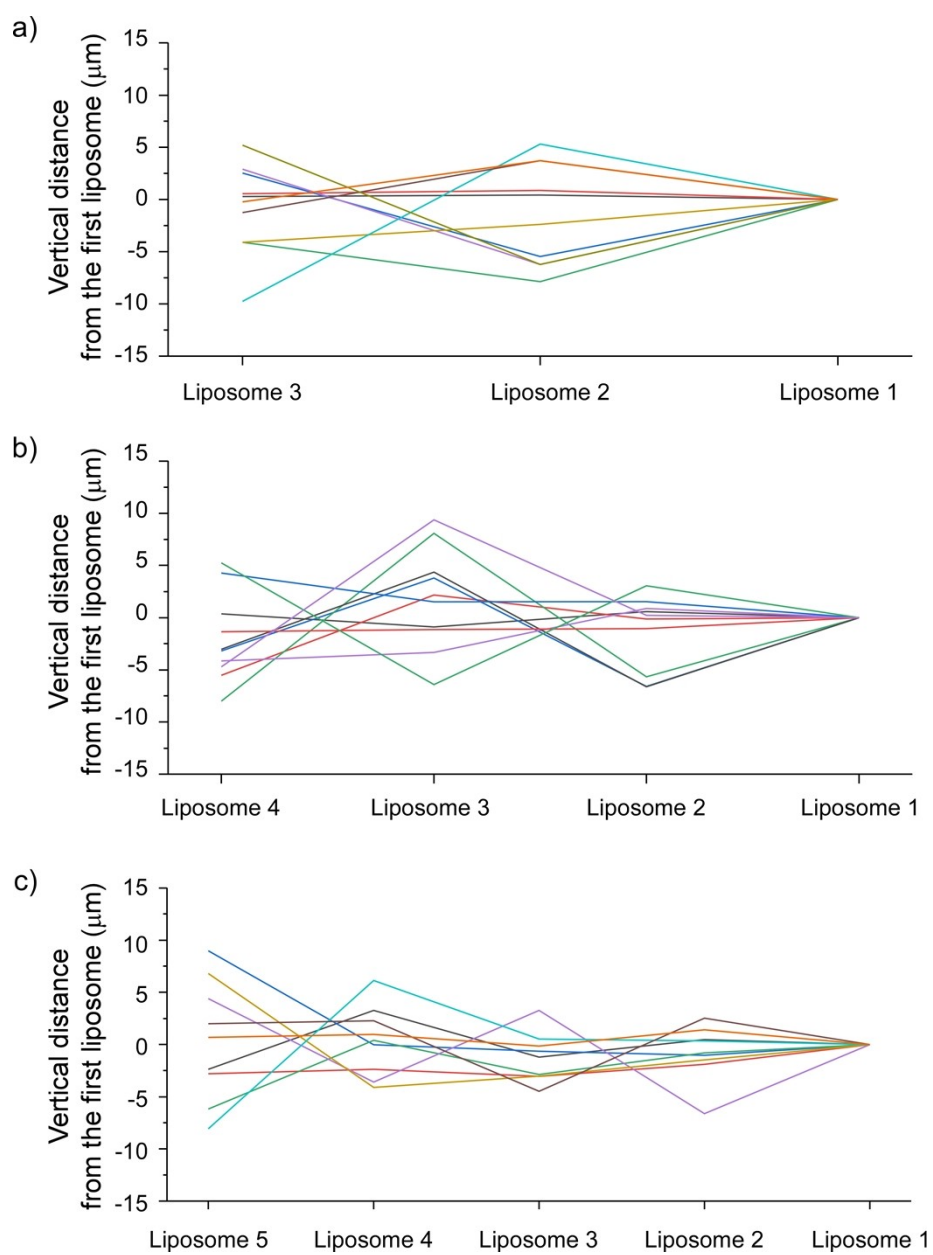 a)
Vertical distance
from the first liposome (μm)
15
10
5
0
-5
-10
-15
Liposome 3 Liposome 2 Liposome 1
b)
Vertical distance
from the first liposome (μm)
15
10
5
0
-5
-10
-15
Liposome 4 Liposome 3 Liposome 2 Liposome 1
c)
Vertical distance
from the first liposome (μm)
15
10
5
0
-5
-10
-15
Liposome 5 Liposome 4 Liposome 3 Liposome 2 Liposome 1